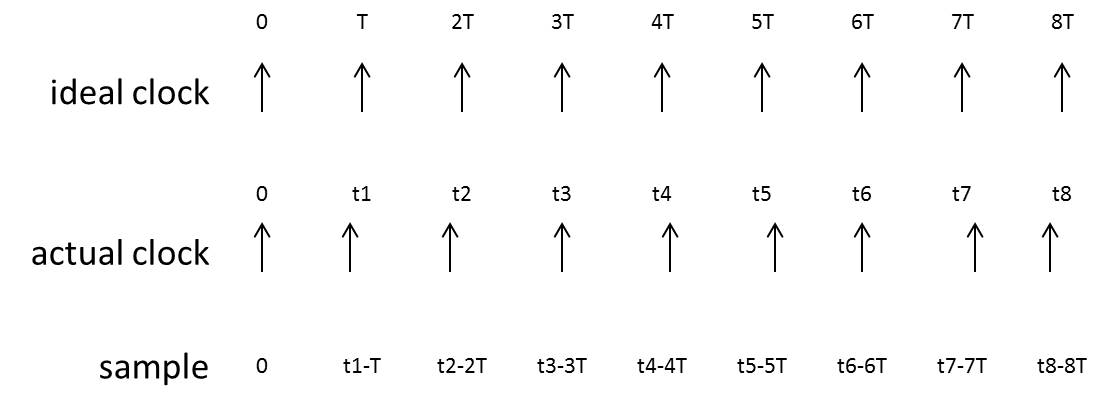 0 T 2T 3T 4T 5T 6T 7T 8T
ideal clock
0 t1 t2 t3 t4 t5 t6 t7 t8
actual clock
sample 0 t1-T t2-2T t3-3T t4-4T t5-5T t6-6T t7-7T t8-8T